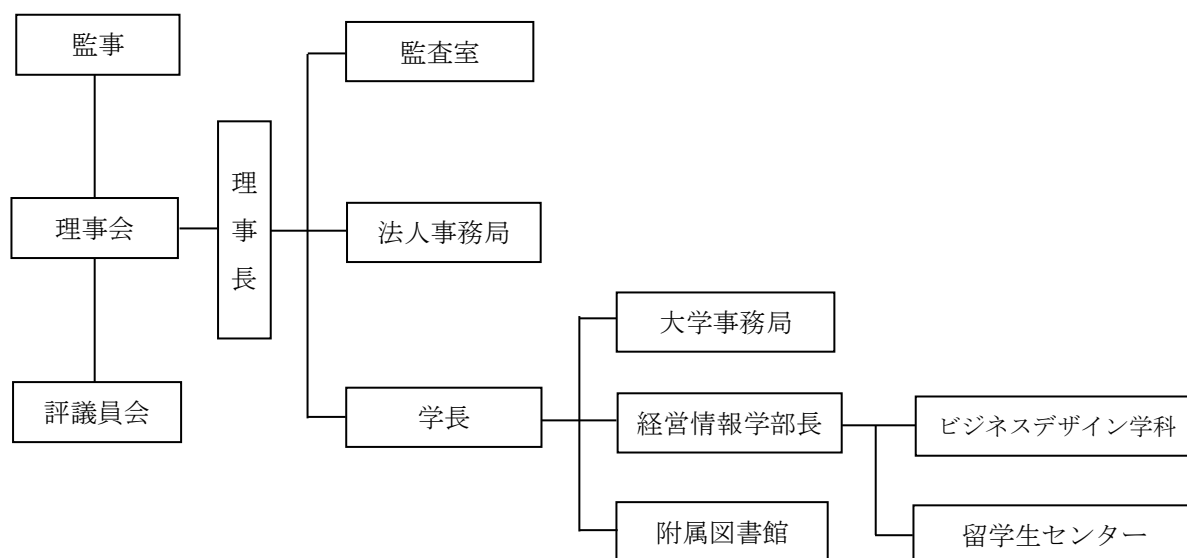 監事
監査室
理事長
理事会
法人事務局
大学事務局
評議員会
学長
経営情報学部長
ビジネスデザイン学科
附属図書館
留学生センター